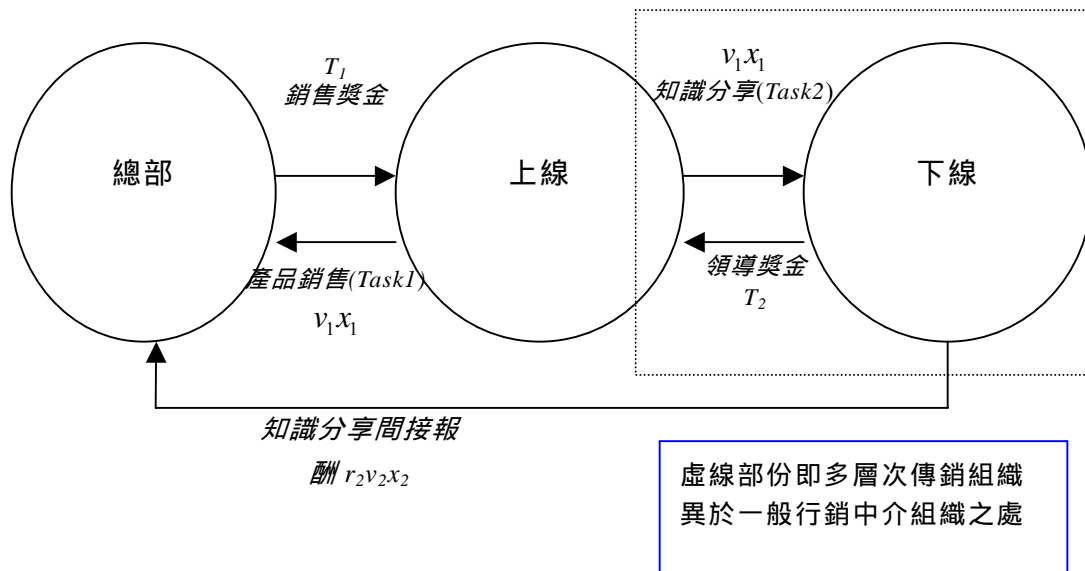 T₁
銷售獎金
v₁x₁
知識分享(Task2)
總部
上線
下線
產品銷售(Task1)
v₁x₁
領導獎金
T₂
知識分享間接報
酬 r₂v₂x₂
虛線部份即多層次傳銷組織
異於一般行銷中介組織之處